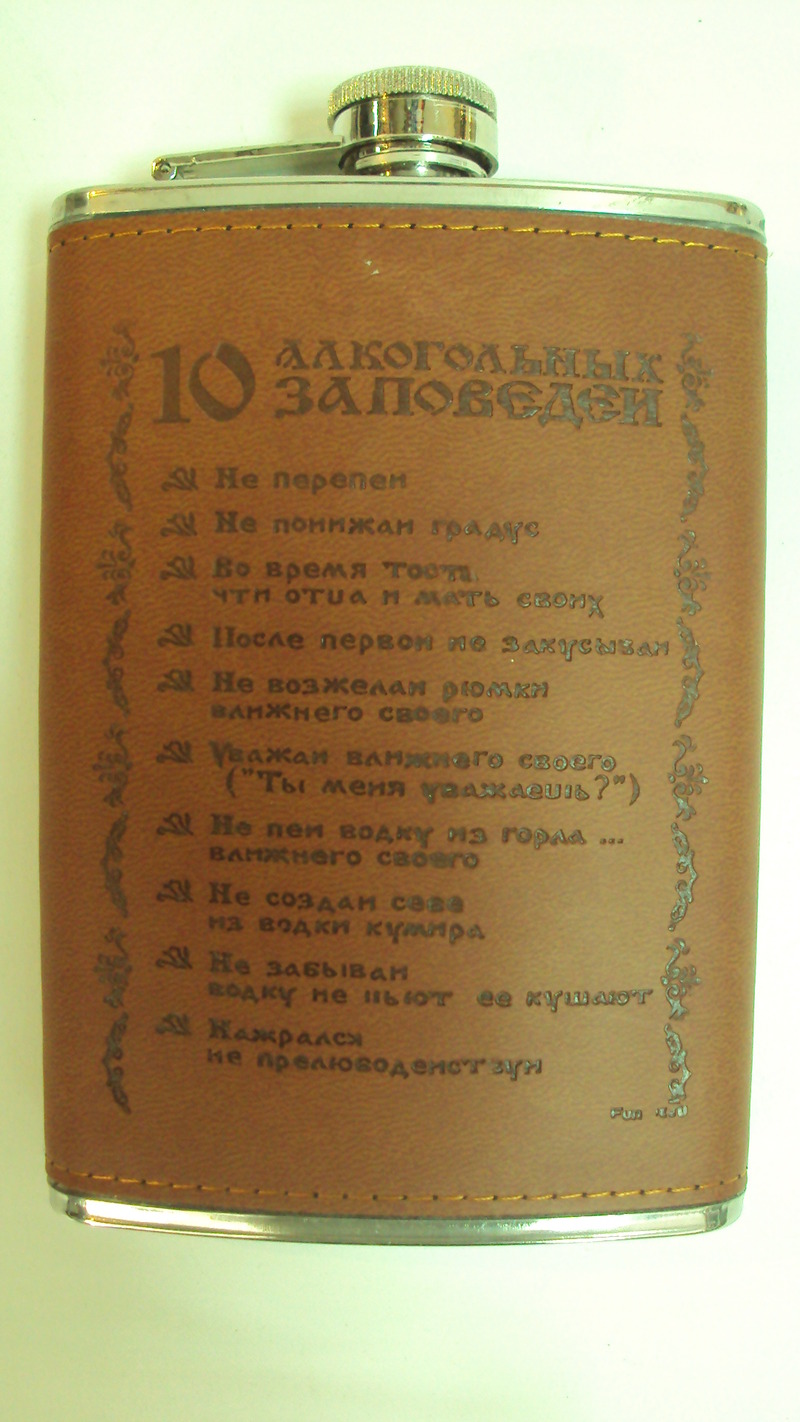 10 АЛКОГОЛЬНЫХ
ЗАПОВЕДЕЙ
Не перепей
Не понижай градус
Во время тоста
чти отца и мать своих
После первой не закусывай
Не возжелай рюмки
ближнего своего
Уважай ближнего своего
("Ты меня уважаешь?")
Не пей водку из горла ...
ближнего своего
Не создай себе
из водки кумира
Не забывай
водку не пьют ее кушают
Нажрался
не прелюбодействуй
Fun